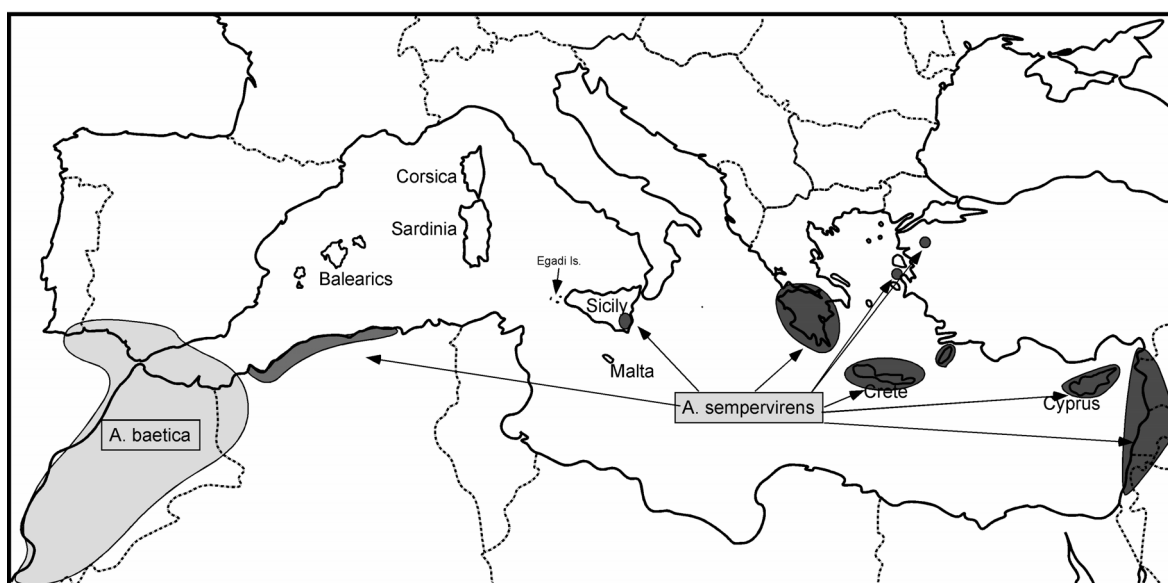 Corsica
Sardinia
Balearics
Egadi Is.
Sicily
Malta
A. sempervirens
Crete
Cyprus
A. baetica